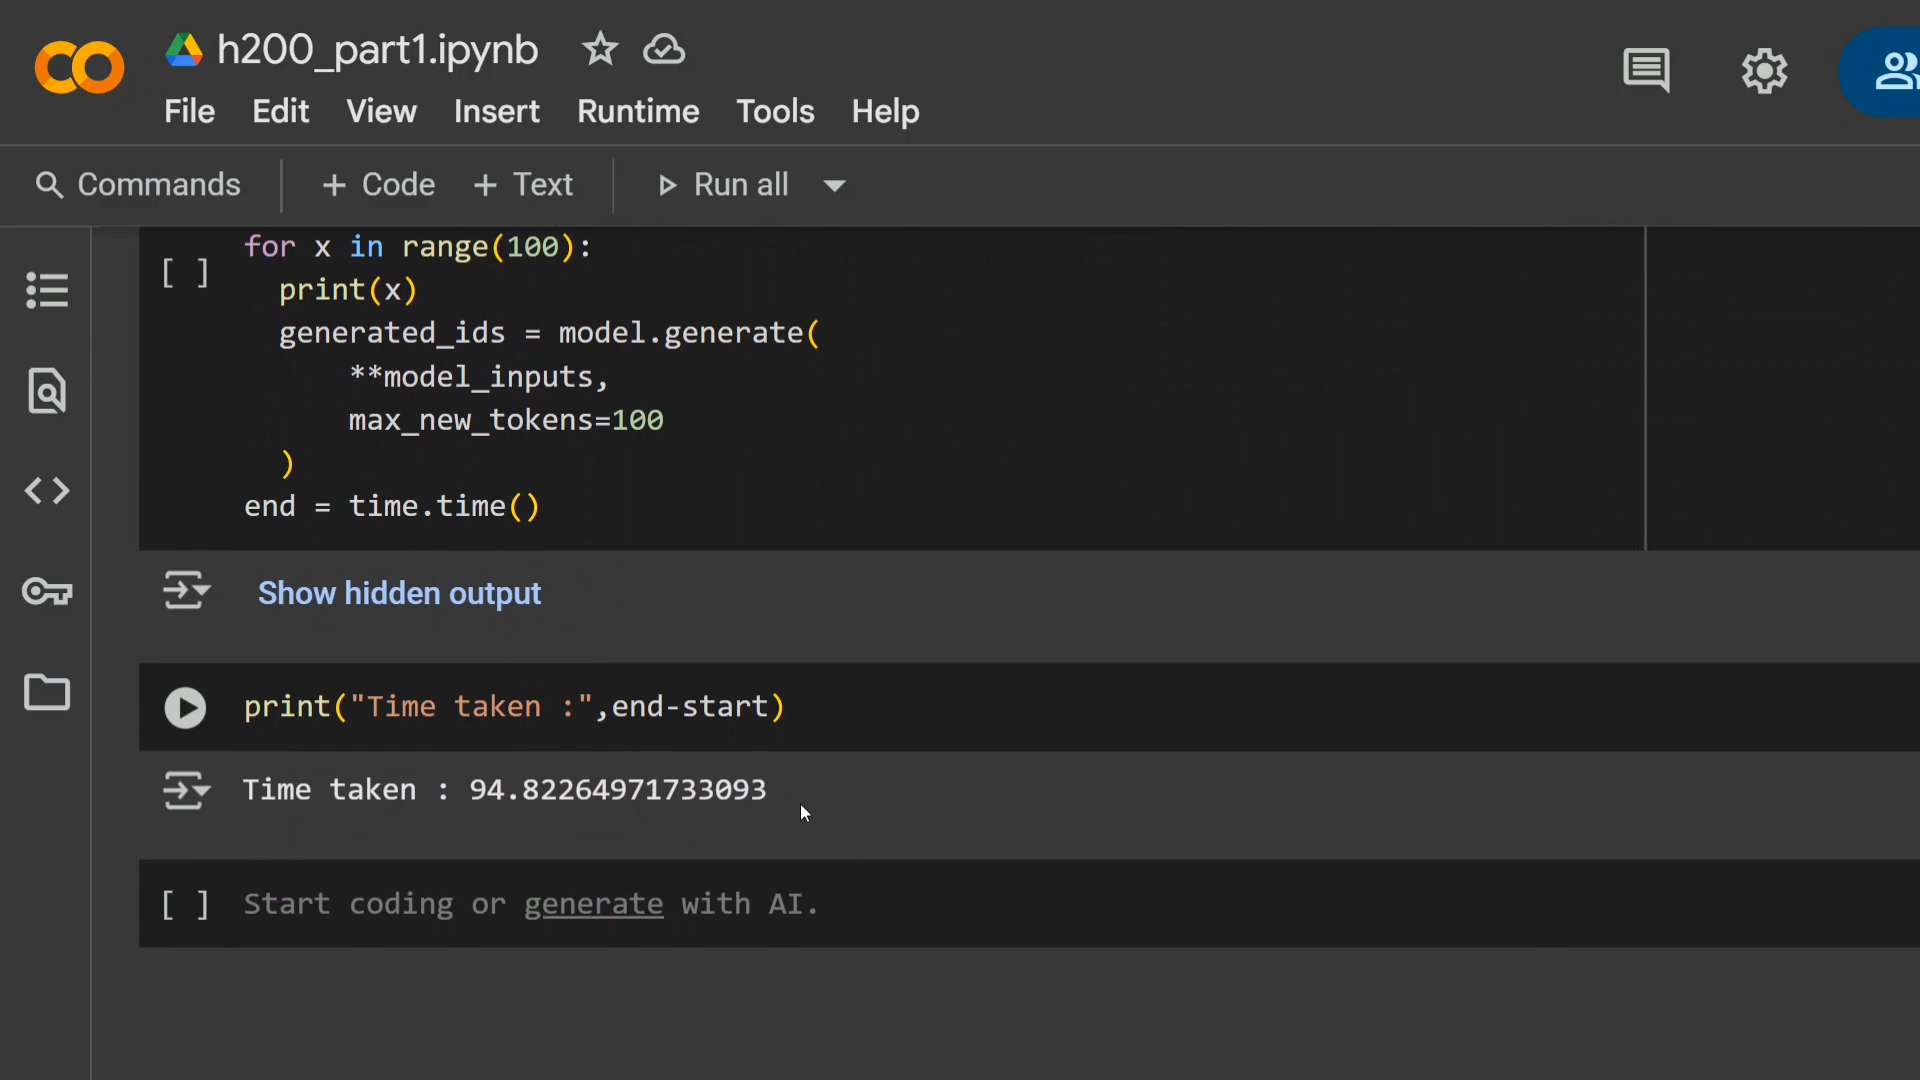 h200_part1.ipynb
File Edit View Insert Runtime Tools Help
Commands + Code + Text Run all
[ ] for x in range(100):
print(x)
generated_ids = model.generate(
**model_inputs,
max_new_tokens=100
)
end = time.time()
Show hidden output
print("Time taken :",end-start)
Time taken : 94.82264971733093
[ ] Start coding or generate with AI.